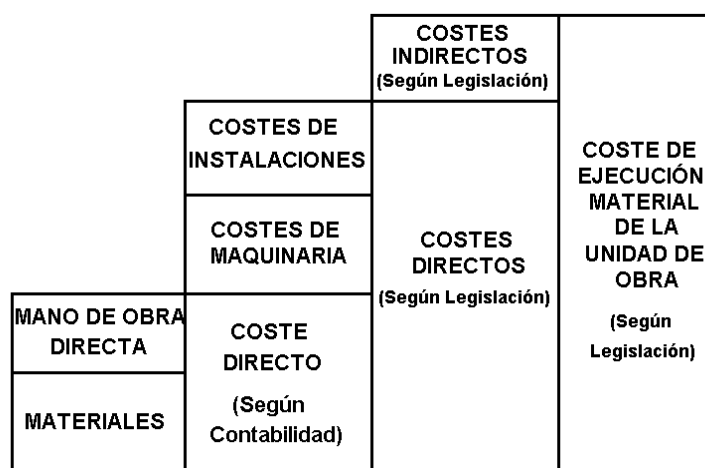 COSTES
INDIRECTOS
(Según Legislación)
COSTES DE
INSTALACIONES
COSTES DE
MAQUINARIA
MANO DE OBRA
DIRECTA
MATERIALES
COSTE
DIRECTO
(Según
Contabilidad)
COSTES
DIRECTOS
(Según Legislación)
COSTE DE
EJECUCIÓN
MATERIAL
DE LA
UNIDAD DE
OBRA
(Según
Legislación)